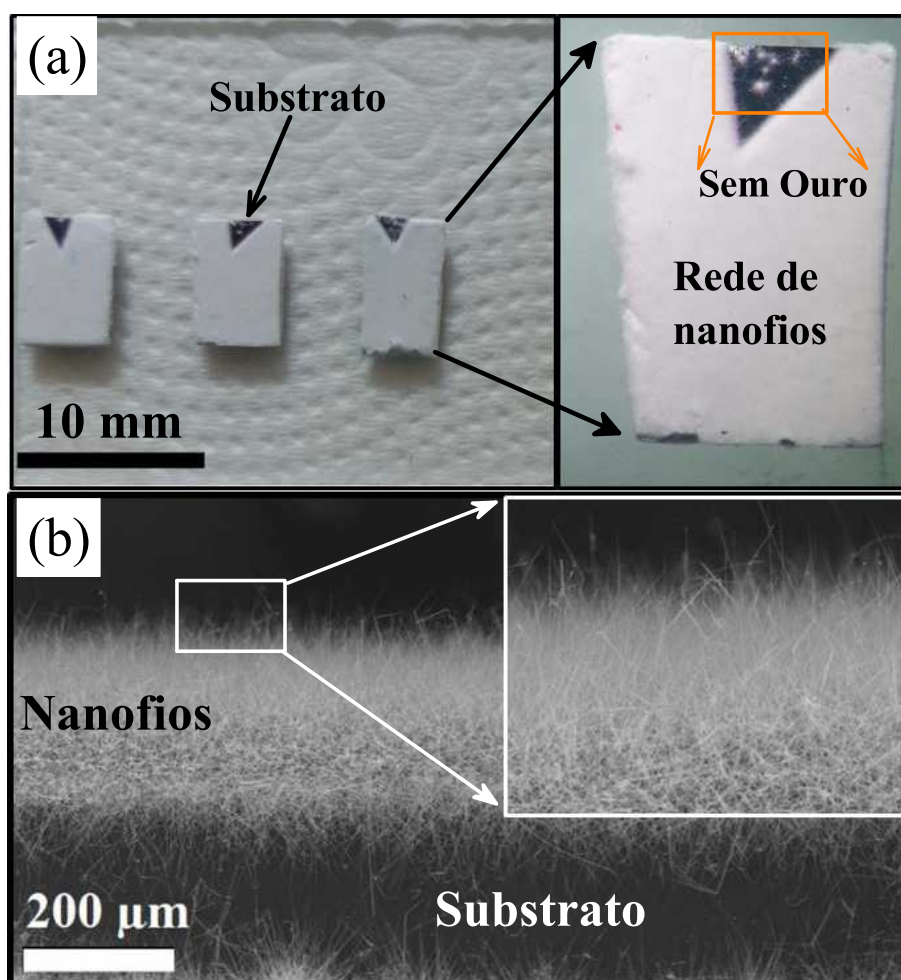 (a)
Substrato
Sem Ouro
Rede de
nanofios
10 mm
(b)
Nanofios
Substrato
200 μm